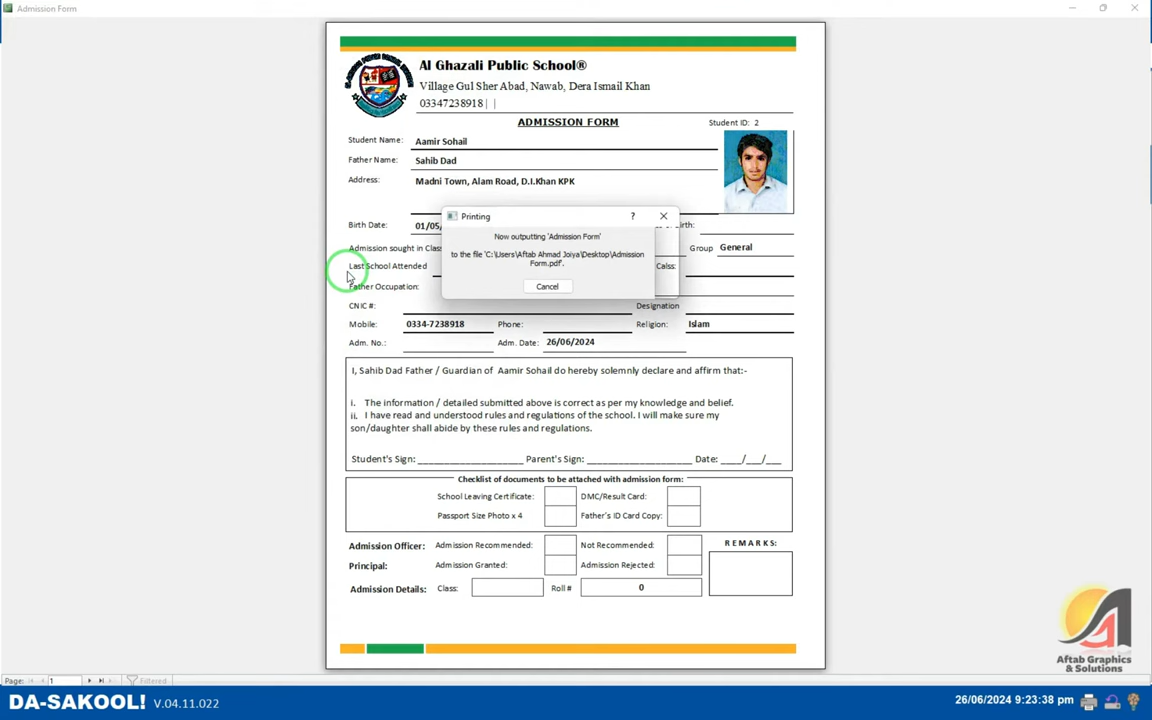 Admission Form
Al Ghazali Public School®
Village Gul Sher Abad, Nawab, Dera Ismail Khan
03347238918 | |
ADMISSION FORM
Student ID: 2
Student Name: Aamir Sohail
Father Name: Sahib Dad
Address: Madni Town, Alam Road, D.I.Khan KPK
Birth Date: 01/05/
Printing ? 
Now outputting 'Admission Form'
to the file 'C:\Users\Aftab Ahmad Joiya\Desktop\Admission
Form.pdf'.
Cancel
Admission sought in Clas
Group General
Last School Attended
Calss:
Father Occupation:
CNIC #: Designation
Mobile: 0334-7238918 Phone: Religion: Islam
Adm. No.: Adm. Date: 26/06/2024
I, Sahib Dad Father / Guardian of Aamir Sohail do hereby solemnly declare and affirm that:-
i. The information / detailed submitted above is correct as per my knowledge and belief.
ii. I have read and understood rules and regulations of the school. I will make sure my
son/daughter shall abide by these rules and regulations.
Student's Sign: ____________________ Parent's Sign: ____________________ Date: ____/___/___
Checklist of documents to be attached with admission form:
School Leaving Certificate: DMC/Result Card:
Passport Size Photo x 4 Father's ID Card Copy:
Admission Officer: Admission Recommended: Not Recommended: REMARKS:
Principal: Admission Granted: Admission Rejected:
Admission Details: Class: Roll # 0
Aftab Graphics
& Solutions
Page: 1 Filtered
DA-SAKOOL! V.04.11.022
26/06/2024 9:23:38 pm